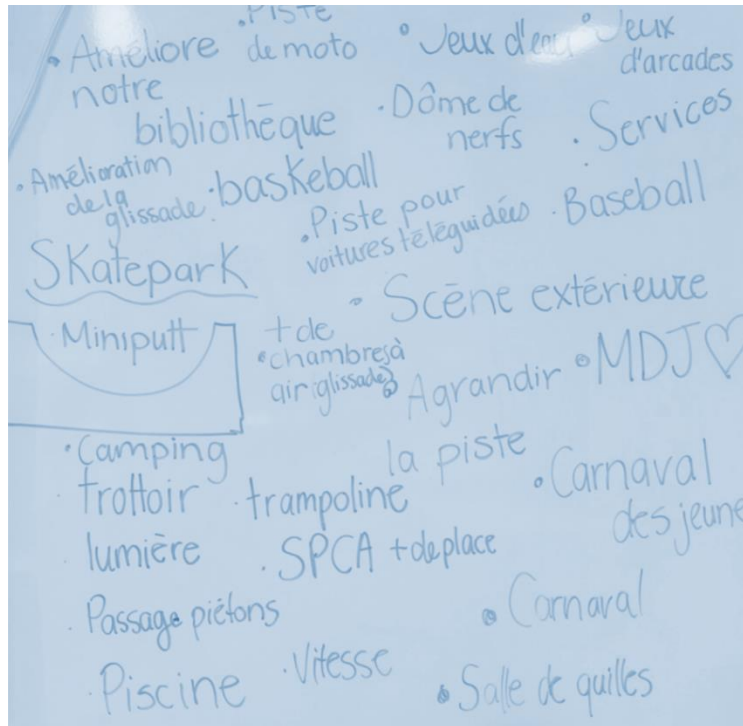 • Améliore notre bibliothèque
• Piste de moto
• Jeux d'eau
• Jeux d'arcades
• Dôme de nerfs
• Services
• Amélioration de la glissade
• baskeball
• Piste pour voitures téléguidées
• Baseball
SKatepark
• Scène extérieure
• Miniputt
+ de chambres à air (glissade)
• Agrandir la piste
• MDJ ♡
• Camping
• trottoir
• trampoline
• Carnaval des jeune
• lumière
• SPCA + de place
• Passage piétons
• Carnaval
• Piscine
• Vitesse
• Salle de quilles